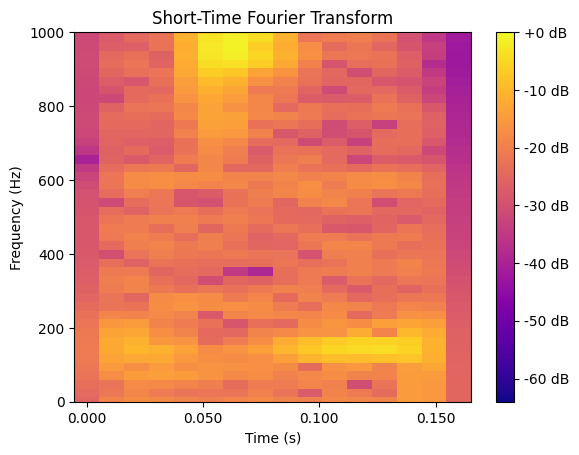 Short-Time Fourier Transform
1000
800
600
400
200
0
Frequency (Hz)
0.000
0.050
0.100
0.150
Time (s)
+0 dB
-10 dB
-20 dB
-30 dB
-40 dB
-50 dB
-60 dB